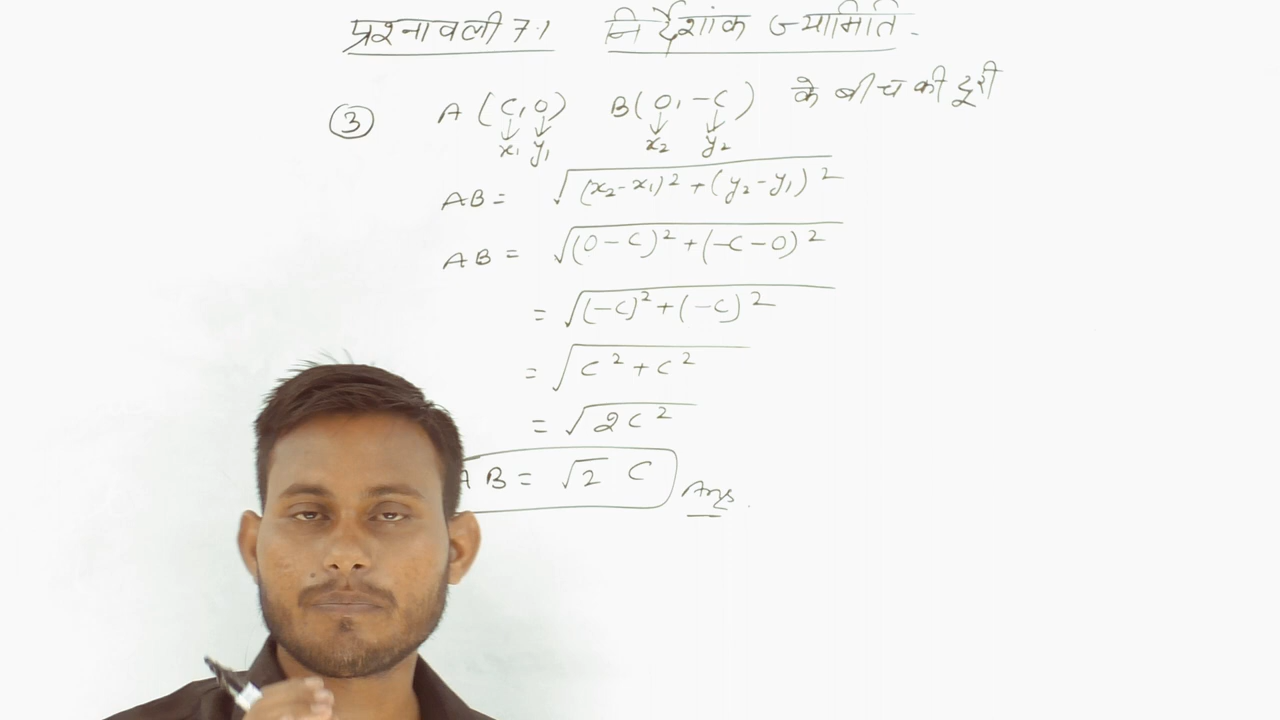 प्रश्नावली 7.1 निर्देशांक ज्यामिति.
③ A (C, 0) B(0, -C) के बीच की दूरी
x₁ y₁ x₂ y₂
AB = √(x₂-x₁)² + (y₂-y₁)²
AB = √(0-C)² + (-C-0)²
= √(-C)² + (-C)²
= √C² + C²
= √2C²
AB = √2 C Ans.